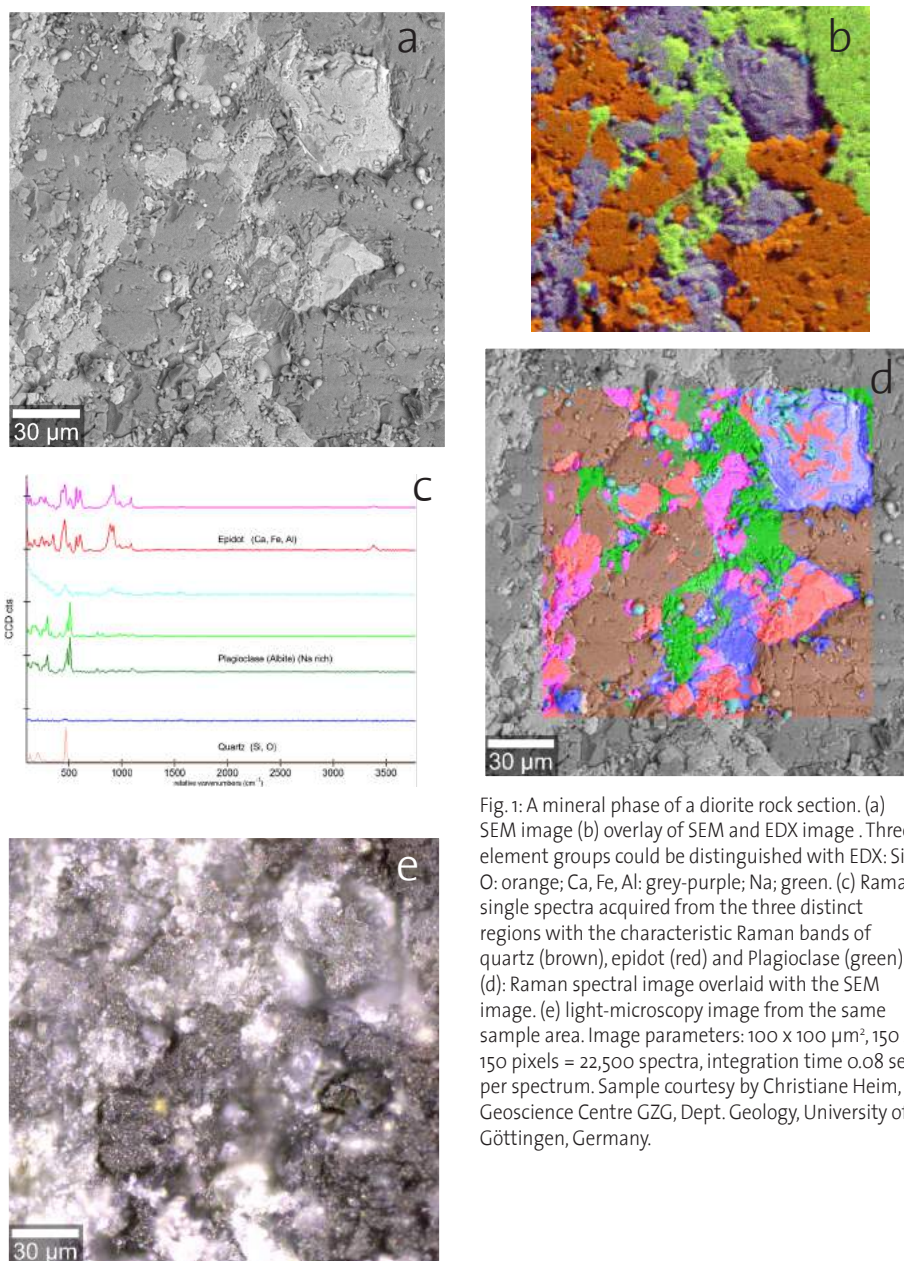 a
30 µm
b
c
Epidot (Ca, Fe, Al)
Plagioclase (Albite) (Na rich)
Quartz (Si, O)
CCD cts
500 1000 1500 2000 2500 3000 3500
relative wavenumbers (cm⁻¹)
d
30 µm
e
30 µm
Fig. 1: A mineral phase of a diorite rock section. (a)
SEM image (b) overlay of SEM and EDX image . Three
element groups could be distinguished with EDX: Si
O: orange; Ca, Fe, Al: grey-purple; Na; green. (c) Rama
single spectra acquired from the three distinct
regions with the characteristic Raman bands of
quartz (brown), epidot (red) and Plagioclase (green)
(d): Raman spectral image overlaid with the SEM
image. (e) light-microscopy image from the same
sample area. Image parameters: 100 x 100 µm², 150
150 pixels = 22,500 spectra, integration time 0.08 se
per spectrum. Sample courtesy by Christiane Heim,
Geoscience Centre GZG, Dept. Geology, University of
Göttingen, Germany.